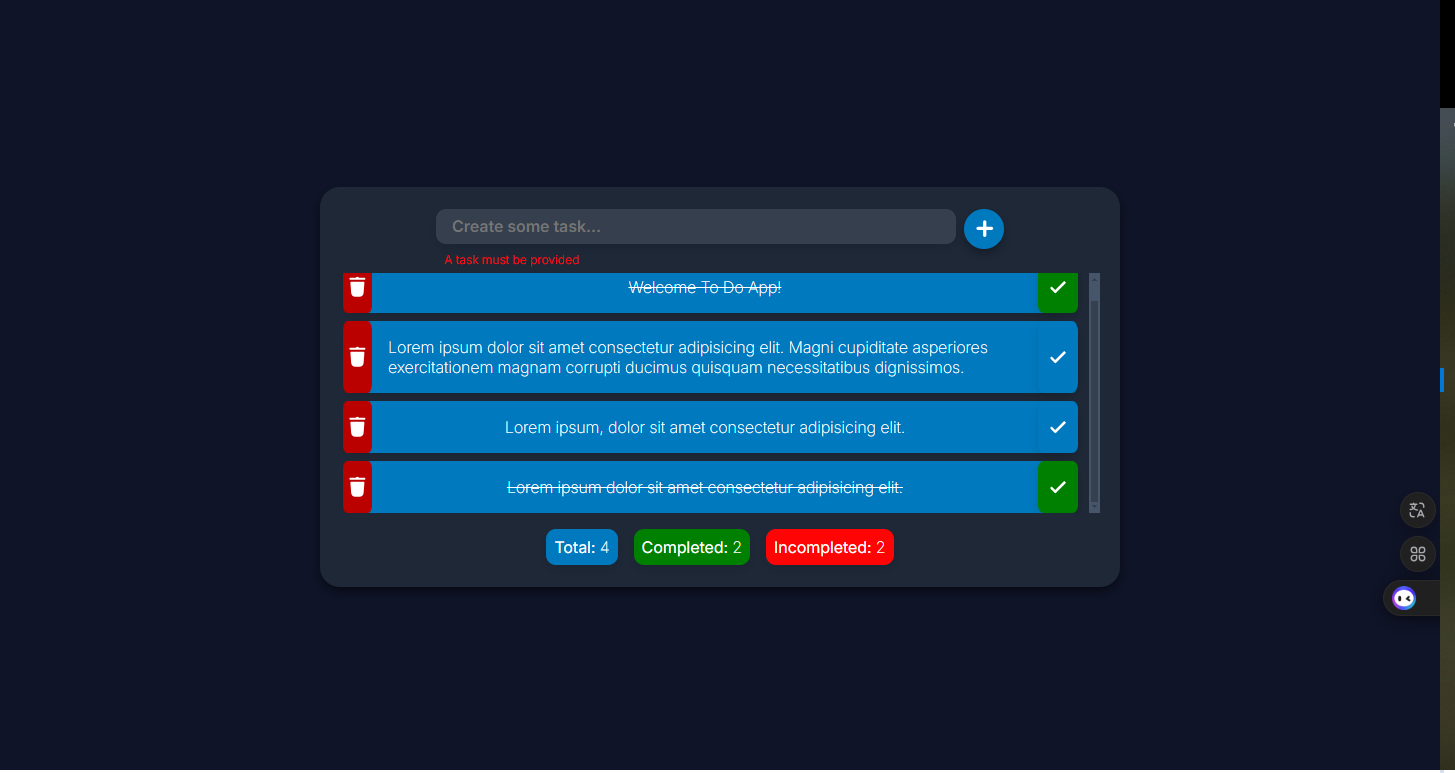 Create some task...
A task must be provided
Welcome To Do App!
Lorem ipsum dolor sit amet consectetur adipisicing elit. Magni cupiditate asperiores
exercitationem magnam corrupti ducimus quisquam necessitatibus dignissimos.
Lorem ipsum, dolor sit amet consectetur adipisicing elit.
Lorem ipsum dolor sit amet consectetur adipisicing elit.
Total: 4 Completed: 2 Incompleted: 2